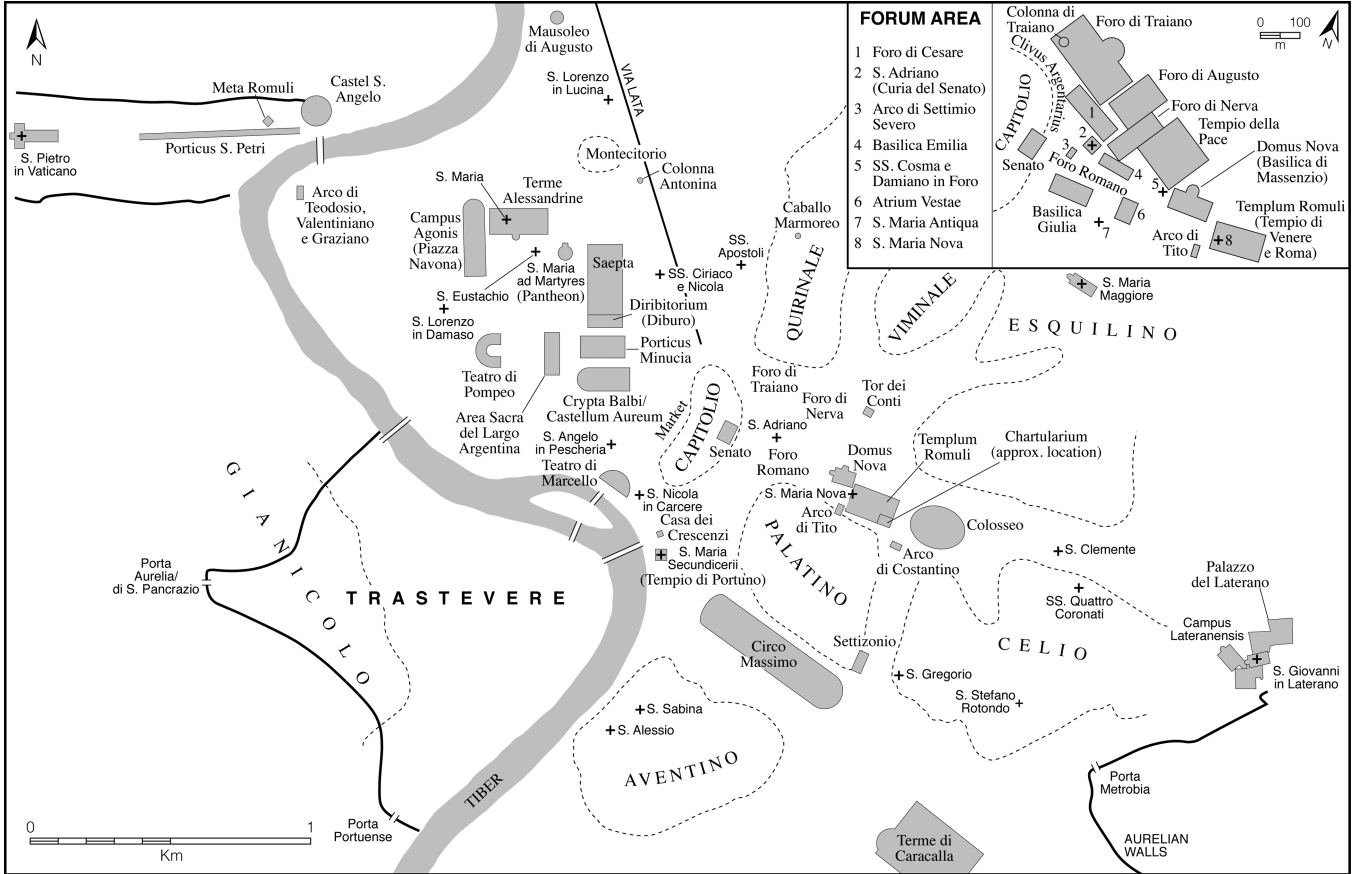 N
Meta Romuli
Castel S.
Angelo
S. Pietro
in Vaticano
Porticus S. Petri
Arco di
Teodosio,
Valentiniano
e Graziano
Mausoleo
di Augusto
S. Lorenzo
in Lucina
VIA LATA
Montecitorio
Colonna
Antonina
S. Maria
Terme
Alessandrine
Campus
Agonis
(Piazza
Navona)
S. Eustachio
S. Maria
ad Martyres
(Pantheon)
Saepta
SS. Ciriaco
e Nicola
SS.
Apostoli
Caballo
Marmoreo
QUIRINALE
VIMINALE
S. Maria
Maggiore
ESQUILINO
S. Lorenzo
in Damaso
Diribitorium
(Diburo)
Teatro di
Pompeo
Porticus
Minucia
Area Sacra
del Largo
Argentina
Crypta Balbi/
Castellum Aureum
Market
CAPITOLIO
Senato
Foro di
Traiano
Foro di
Nerva
Tor dei
Conti
S. Adriano
Foro
Romano
Domus
Nova
Templum
Romuli
Chartularium
(approx. location)
S. Angelo
in Pescheria
Teatro di
Marcello
S. Nicola
in Carcere
Casa dei
Crescenzi
S. Maria
Secundicerii
(Tempio di Portuno)
S. Maria Nova
Arco
di Tito
Colosseo
Arco
di Costantino
PALATINO
S. Clemente
SS. Quattro
Coronati
Palazzo
del Laterano
Campus
Lateranensis
S. Giovanni
in Laterano
GIANICOLO
Porta
Aurelia/
di S. Pancrazio
TRASTEVERE
Circo
Massimo
Settizonio
CELIO
S. Gregorio
S. Stefano
Rotondo
S. Sabina
S. Alessio
AVENTINO
TIBER
Porta
Portuense
Porta
Metrobia
AURELIAN
WALLS
Terme di
Caracalla
0 1
Km
FORUM AREA
1 Foro di Cesare
2 S. Adriano
(Curia del Senato)
3 Arco di Settimio
Severo
4 Basilica Emilia
5 SS. Cosma e
Damiano in Foro
6 Atrium Vestae
7 S. Maria Antiqua
8 S. Maria Nova
Colonna di
Traiano
Foro di Traiano
0 100
m
N
Clivus Argentarius
CAPITOLIO
Foro di Augusto
Foro di Nerva
Tempio della
Pace
Domus Nova
(Basilica di
Massenzio)
1
2
3
Senato
Foro Romano
4
5
Basilica
Giulia
6
7
Arco di
Tito
8
Templum Romuli
(Tempio di
Venere
e Roma)